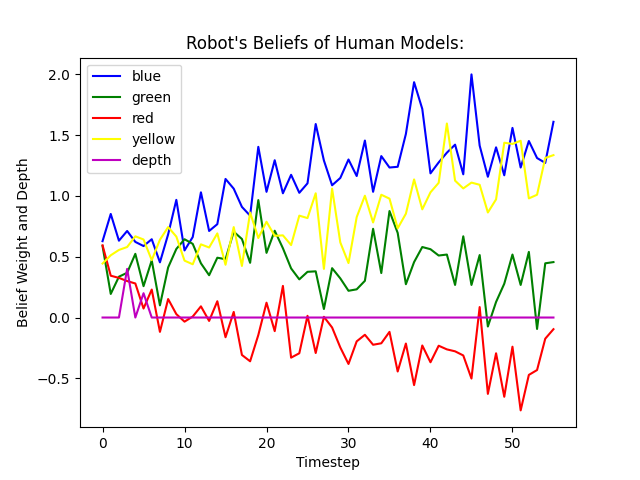 Robot's Beliefs of Human Models:
blue
green
red
yellow
depth
Belief Weight and Depth
2.0
1.5
1.0
0.5
0.0
−0.5
0 10 20 30 40 50
Timestep